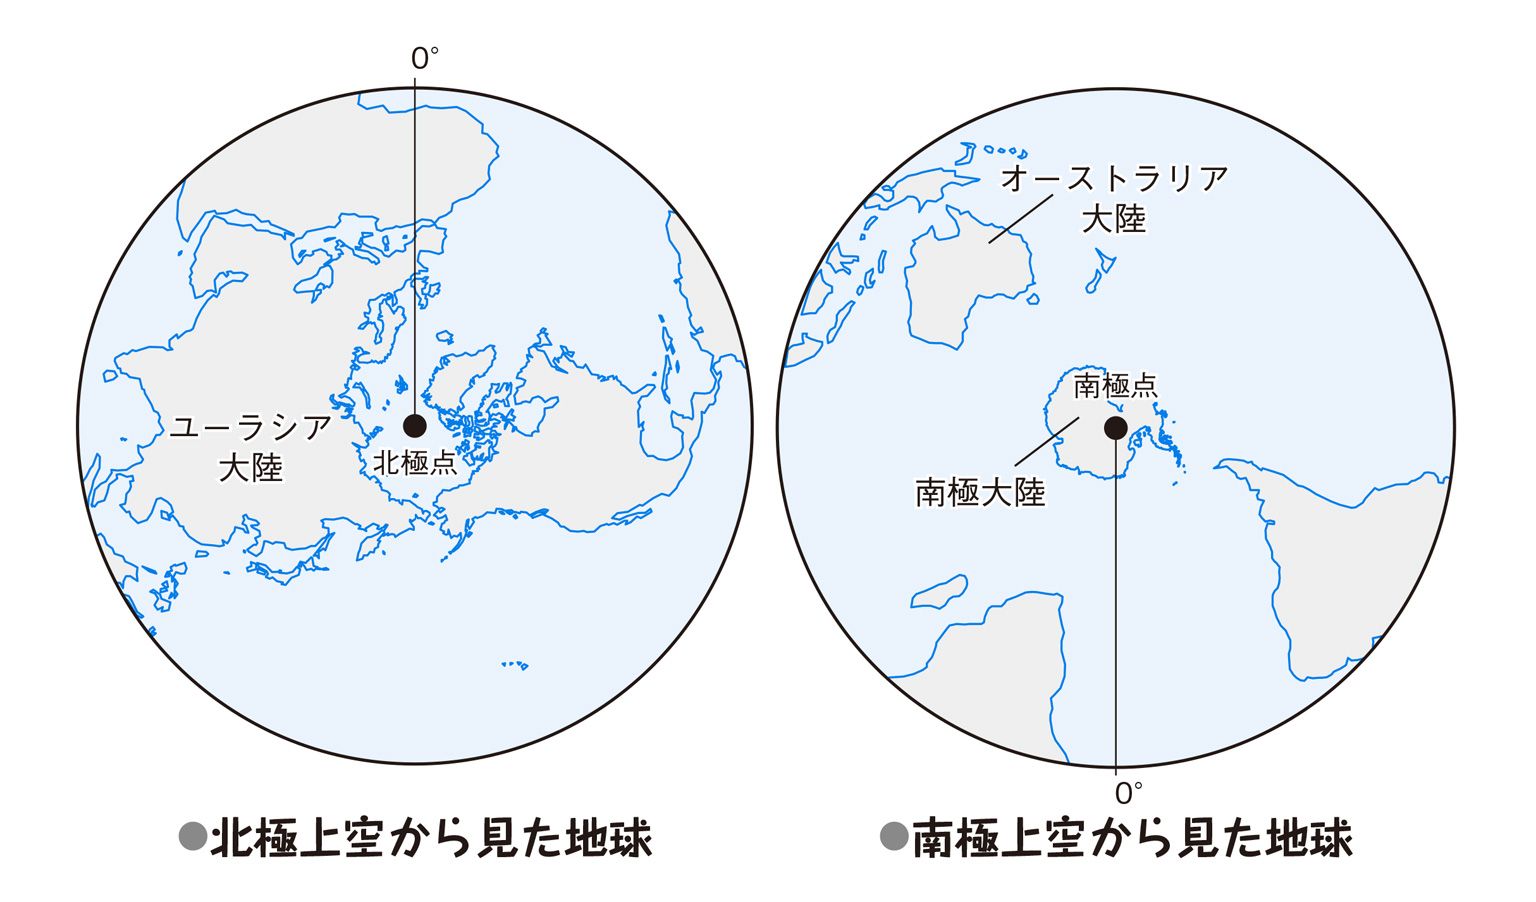 0°
ユーラシア
大陸
北極点
●北極上空から見た地球
オーストラリア
大陸
南極点
南極大陸
0°
●南極上空から見た地球